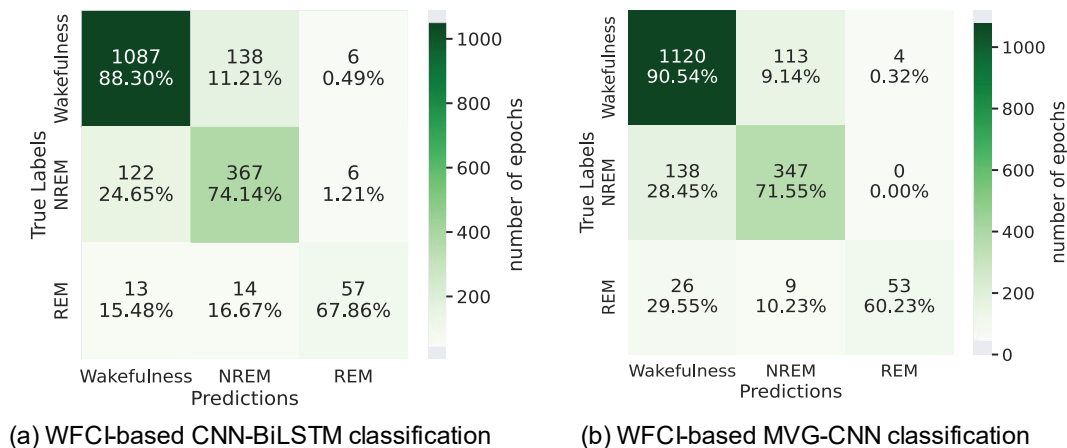 Wakefulness
1087
88.30%
138
11.21%
6
0.49%
True Labels
NREM
122
24.65%
367
74.14%
6
1.21%
REM
13
15.48%
14
16.67%
57
67.86%
Wakefulness
NREM
REM
Predictions
1000
800
600
400
200
number of epochs
(a) WFCI-based CNN-BiLSTM classification
Wakefulness
1120
90.54%
113
9.14%
4
0.32%
True Labels
NREM
138
28.45%
347
71.55%
0
0.00%
REM
26
29.55%
9
10.23%
53
60.23%
Wakefulness
NREM
REM
Predictions
1000
800
600
400
200
0
number of epochs
(b) WFCI-based MVG-CNN classification